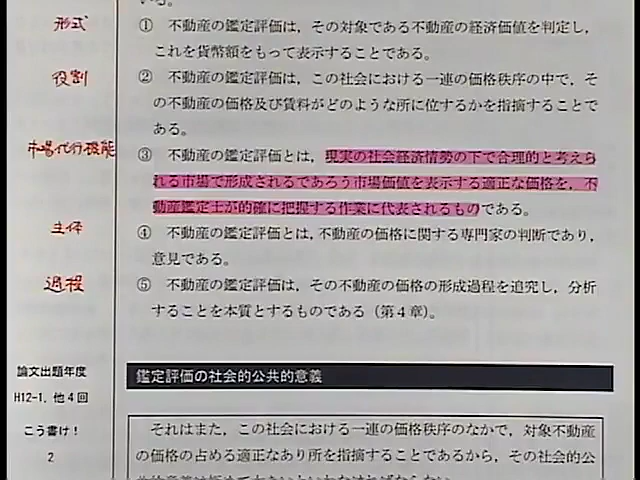 いる。
形式
① 不動産の鑑定評価は，その対象である不動産の経済価値を判定し，
これを貨幣額をもって表示することである。
役割
② 不動産の鑑定評価は，この社会における一連の価格秩序の中で，そ
の不動産の価格及び賃料がどのような所に位するかを指摘することで
ある。
市場代行機能
③ 不動産の鑑定評価とは，現実の社会経済情勢の下で合理的と考えら
れる市場で形成されるであろう市場価値を表示する適正な価格を，不
動産鑑定士が的確に把握する作業に代表されるものである。
主体
④ 不動産の鑑定評価とは，不動産の価格に関する専門家の判断であり，
意見である。
過程
⑤ 不動産の鑑定評価は，その不動産の価格の形成過程を追究し，分析
することを本質とするものである（第４章）。
論文出題年度
H12-1，他４回
鑑定評価の社会的公共的意義
こう書け！
2
それはまた，この社会における一連の価格秩序のなかで，対象不動産
の価格の占める適正なあり所を指摘することであるから，その社会的公